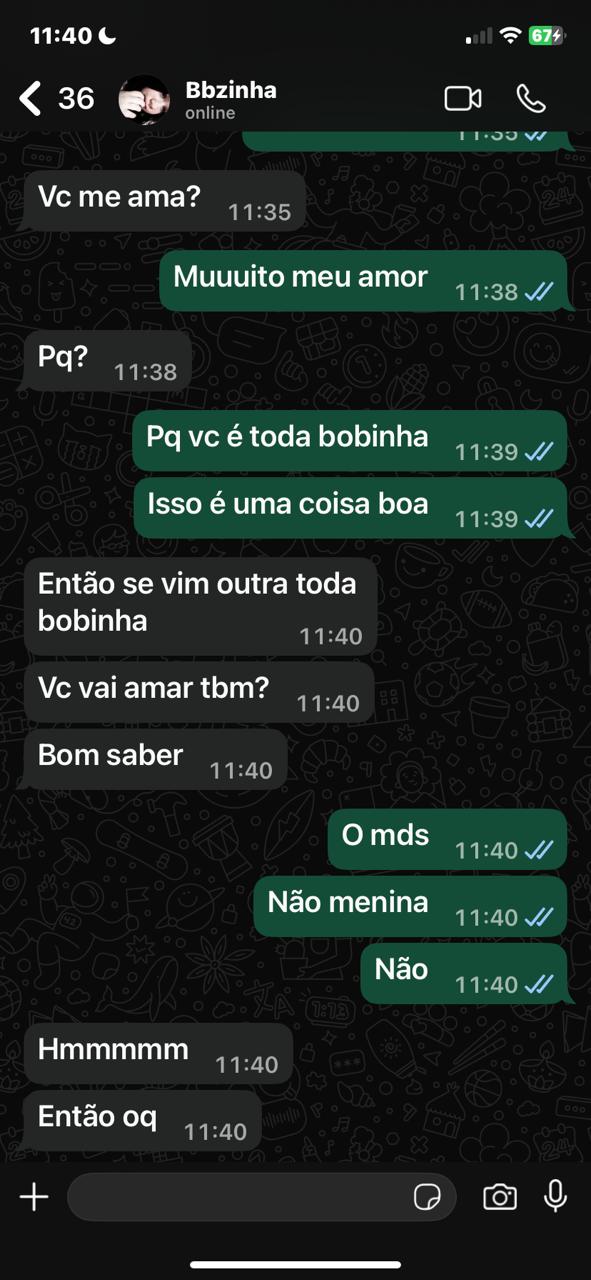 11:40
67
36
Bbzinha
online
11:35
Vc me ama?
11:35
Muuuito meu amor
11:38
Pq?
11:38
Pq vc é toda bobinha
11:39
Isso é uma coisa boa
11:39
Então se vim outra toda
bobinha
11:40
Vc vai amar tbm?
11:40
Bom saber
11:40
O mds
11:40
Não menina
11:40
Não
11:40
Hmmmmm
11:40
Então oq
11:40